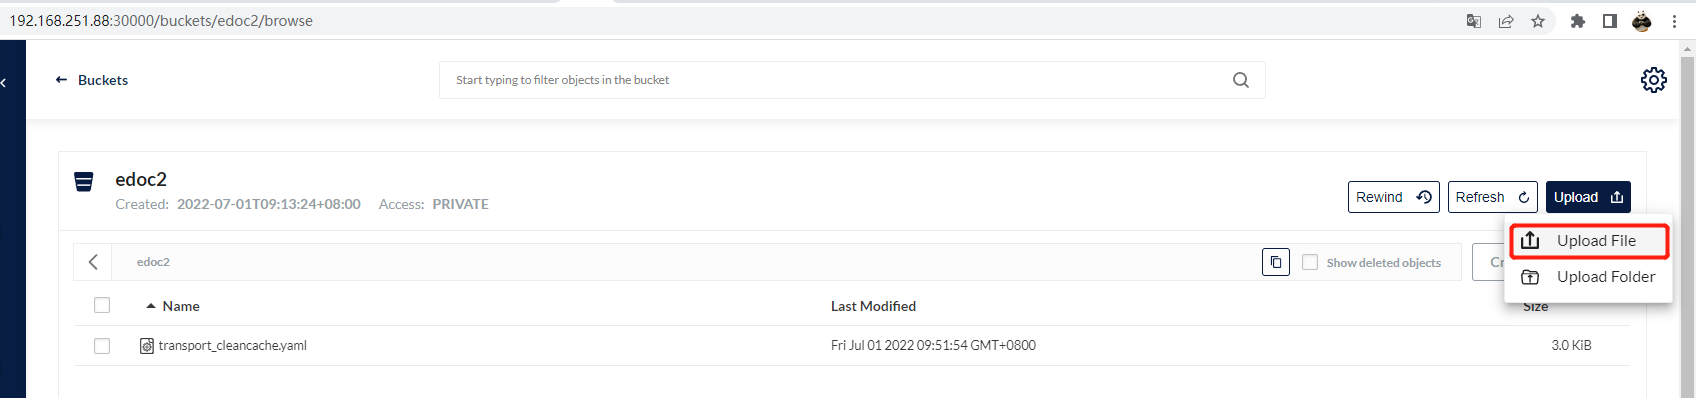 192.168.251.88:30000/buckets/edoc2/browse
Buckets
Start typing to filter objects in the bucket
edoc2
Created: 2022-07-01T09:13:24+08:00 Access: PRIVATE
Rewind Refresh Upload
Upload File
Upload Folder
edoc2
Show deleted objects
Cr
Name Last Modified Size
transport_cleancache.yaml Fri Jul 01 2022 09:51:54 GMT+0800 3.0 KiB